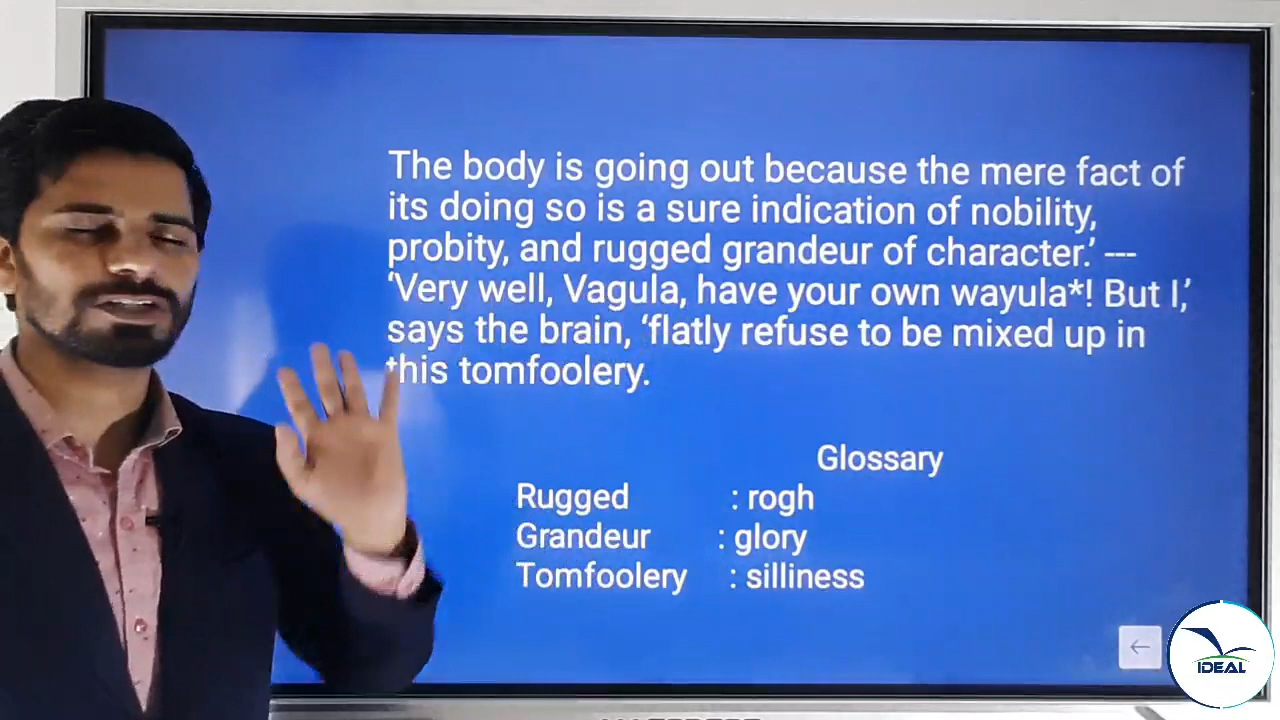 The body is going out because the mere fact of
its doing so is a sure indication of nobility,
probity, and rugged grandeur of character.’ ---
‘Very well, Vagula, have your own wayula*! But I,’
says the brain, ‘flatly refuse to be mixed up in
this tomfoolery.
Glossary
Rugged : rogh
Grandeur : glory
Tomfoolery : silliness
IDEAL